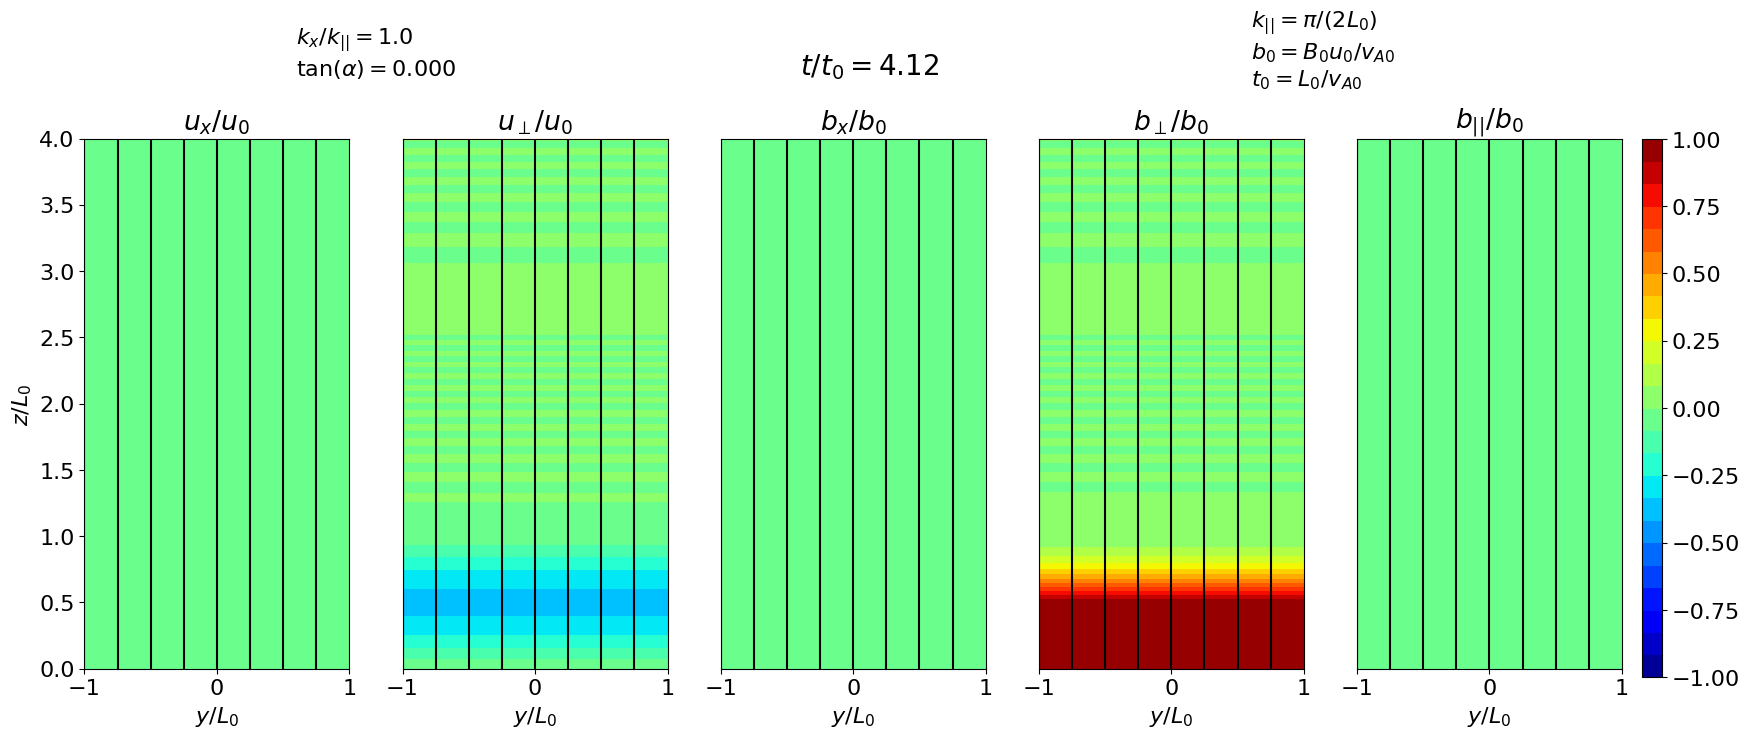 k_x/k_{||} = 1.0
tan(α) = 0.000
t/t_0 = 4.12
k_{||} = π/(2L_0)
b_0 = B_0u_0/v_{A0}
t_0 = L_0/v_{A0}
u_x/u_0
u_⊥/u_0
b_x/b_0
b_⊥/b_0
b_{||}/b_0
z/L_0
4.0
3.5
3.0
2.5
2.0
1.5
1.0
0.5
0.0
−1 0 1
−1 0 1
−1 0 1
−1 0 1
−1 0 1
y/L_0
y/L_0
y/L_0
y/L_0
y/L_0
1.00
0.75
0.50
0.25
0.00
−0.25
−0.50
−0.75
−1.00